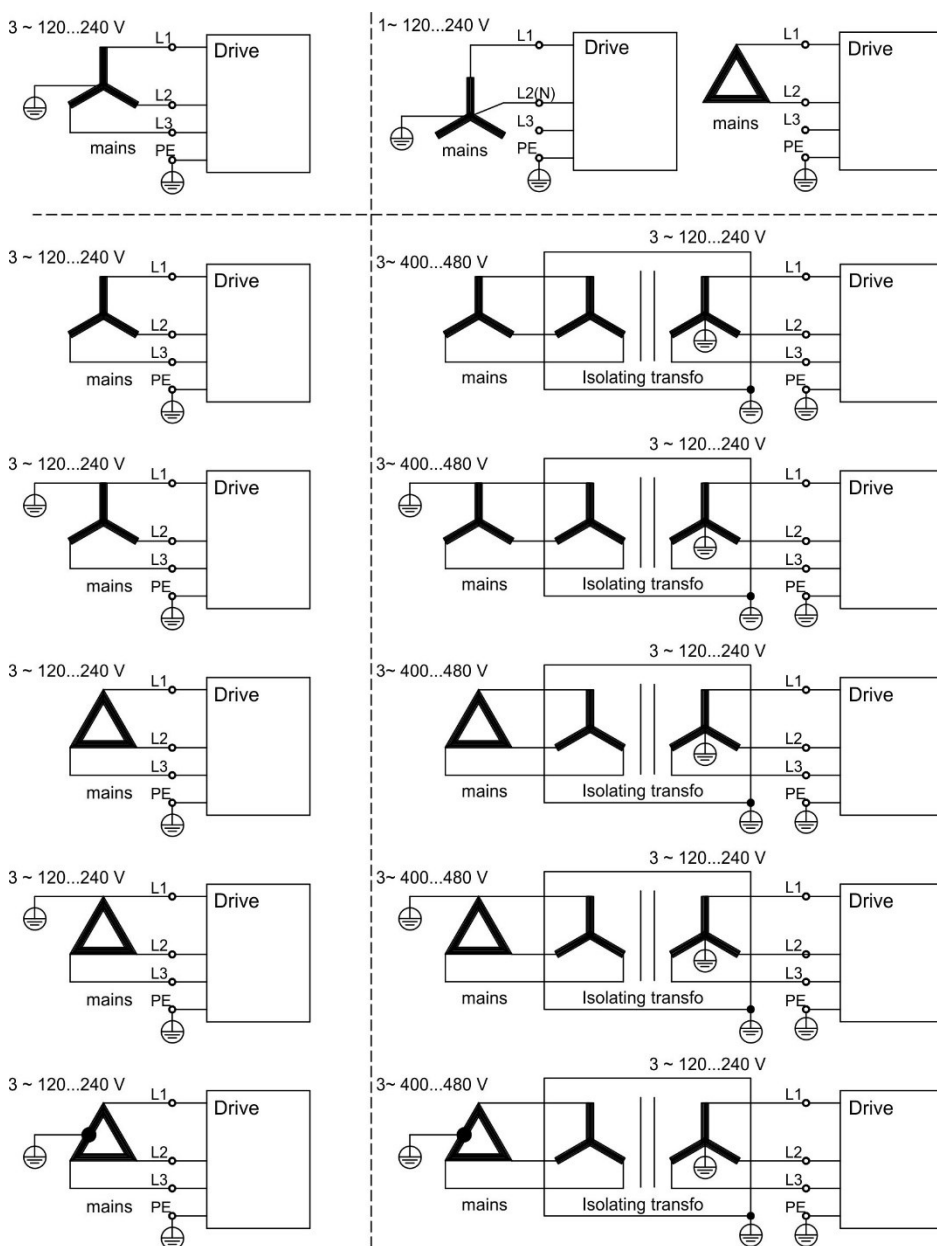 3 ~ 120...240 V
L1
Drive
L2
L3
mains
PE
1~ 120...240 V
L1
Drive
L2(N)
L3
mains
PE
L1
Drive
L2
L3
mains
PE
3 ~ 120...240 V
L1
Drive
L2
L3
mains
PE
3 ~ 120...240 V
3~ 400...480 V
L1
Drive
L2
L3
mains
Isolating transfo
PE
3 ~ 120...240 V
L1
Drive
L2
L3
mains
PE
3 ~ 120...240 V
3~ 400...480 V
L1
Drive
L2
L3
mains
Isolating transfo
PE
3 ~ 120...240 V
L1
Drive
L2
L3
mains
PE
3 ~ 120...240 V
3~ 400...480 V
L1
Drive
L2
L3
mains
Isolating transfo
PE
3 ~ 120...240 V
L1
Drive
L2
L3
mains
PE
3 ~ 120...240 V
3~ 400...480 V
L1
Drive
L2
L3
mains
Isolating transfo
PE
3 ~ 120...240 V
L1
Drive
L2
L3
mains
PE
3 ~ 120...240 V
3~ 400...480 V
L1
Drive
L2
L3
mains
Isolating transfo
PE